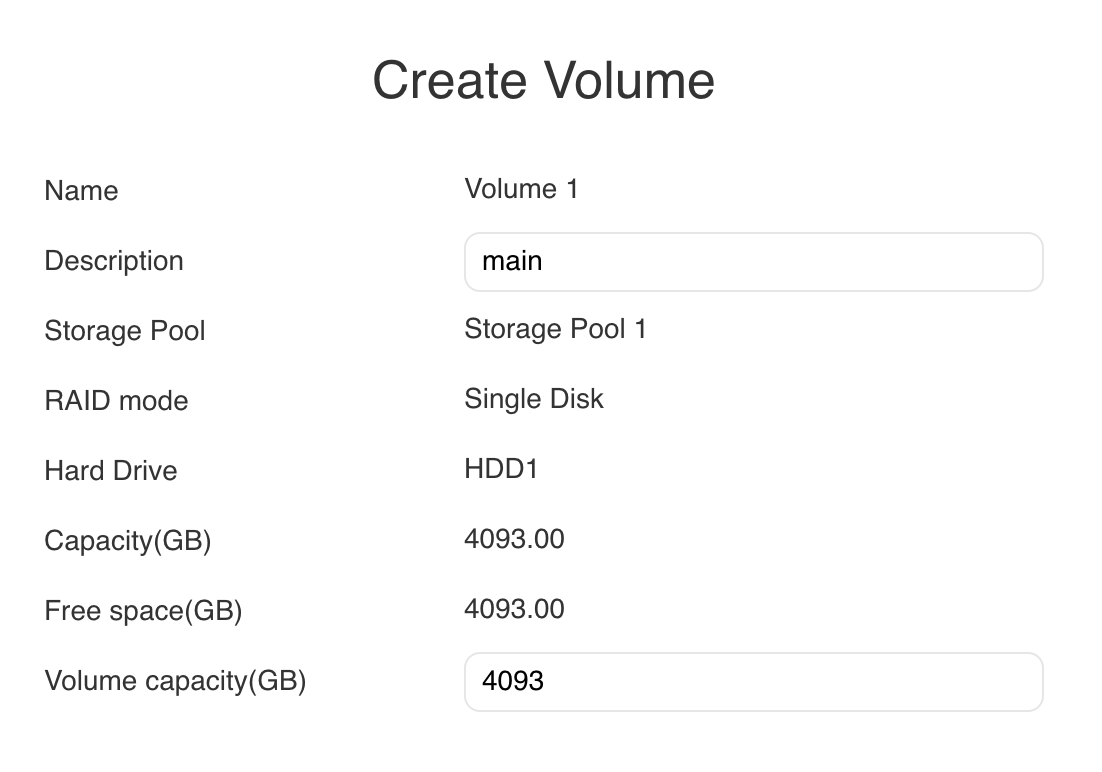 Create Volume
Name Volume 1
Description main
Storage Pool Storage Pool 1
RAID mode Single Disk
Hard Drive HDD1
Capacity(GB) 4093.00
Free space(GB) 4093.00
Volume capacity(GB) 4093